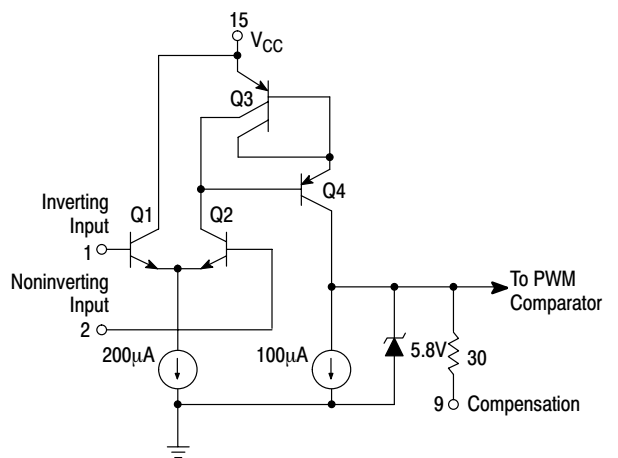 15
V_CC
Q3
Q4
Inverting
Input
1
Q1
Q2
Noninverting
Input
2
To PWM
Comparator
200μA
100μA
5.8V
30
9
Compensation